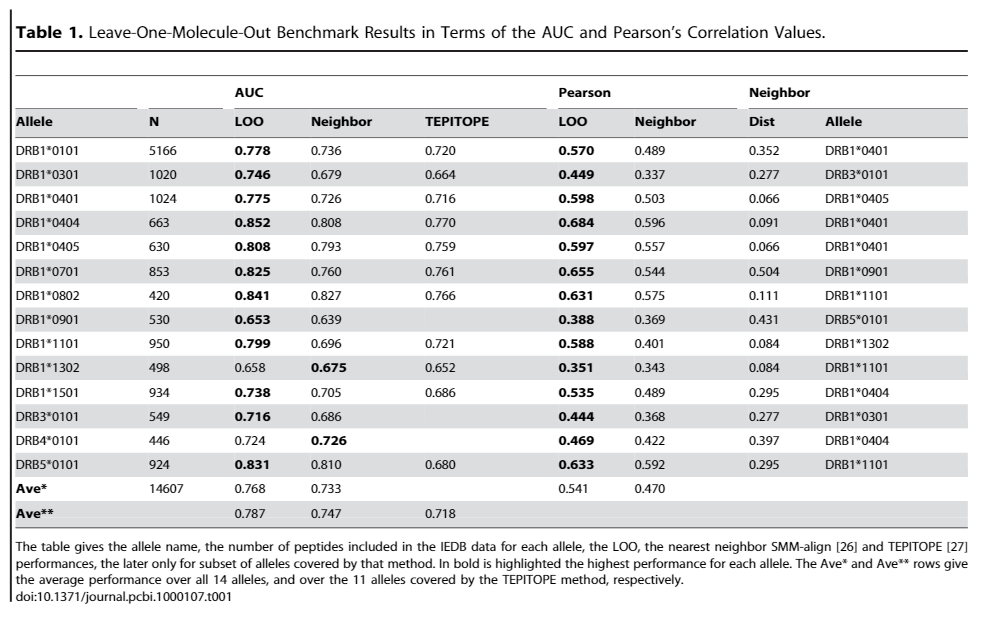 Table 1. Leave-One-Molecule-Out Benchmark Results in Terms of the AUC and Pearson's Correlation Values.
AUC Pearson Neighbor
Allele N LOO Neighbor TEPITOPE LOO Neighbor Dist Allele
DRB1*0101 5166 0.778 0.736 0.720 0.570 0.489 0.352 DRB1*0401
DRB1*0301 1020 0.746 0.679 0.664 0.449 0.337 0.277 DRB3*0101
DRB1*0401 1024 0.775 0.726 0.716 0.598 0.503 0.066 DRB1*0405
DRB1*0404 663 0.852 0.808 0.770 0.684 0.596 0.091 DRB1*0401
DRB1*0405 630 0.808 0.793 0.759 0.597 0.557 0.066 DRB1*0401
DRB1*0701 853 0.825 0.760 0.761 0.655 0.544 0.504 DRB1*0901
DRB1*0802 420 0.841 0.827 0.766 0.631 0.575 0.111 DRB1*1101
DRB1*0901 530 0.653 0.639 0.388 0.369 0.431 DRB5*0101
DRB1*1101 950 0.799 0.696 0.721 0.588 0.401 0.084 DRB1*1302
DRB1*1302 498 0.658 0.675 0.652 0.351 0.343 0.084 DRB1*1101
DRB1*1501 934 0.738 0.705 0.686 0.535 0.489 0.295 DRB1*0404
DRB3*0101 549 0.716 0.686 0.444 0.368 0.277 DRB1*0301
DRB4*0101 446 0.724 0.726 0.469 0.422 0.397 DRB1*0404
DRB5*0101 924 0.831 0.810 0.680 0.633 0.592 0.295 DRB1*1101
Ave* 14607 0.768 0.733 0.541 0.470
Ave** 0.787 0.747 0.718
The table gives the allele name, the number of peptides included in the IEDB data for each allele, the LOO, the nearest neighbor SMM-align [26] and TEPITOPE [27]
performances, the later only for subset of alleles covered by that method. In bold is highlighted the highest performance for each allele. The Ave* and Ave** rows give
the average performance over all 14 alleles, and over the 11 alleles covered by the TEPITOPE method, respectively.
doi:10.1371/journal.pcbi.1000107.t001